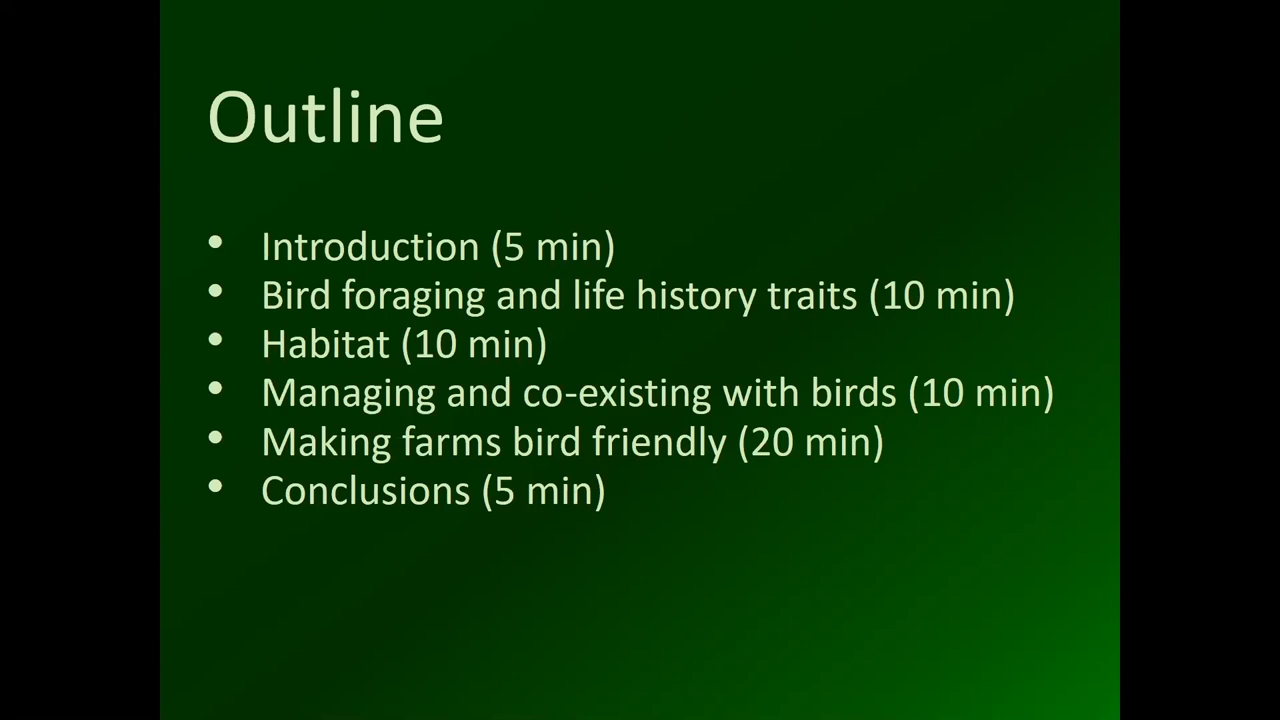 Outline
• Introduction (5 min)
• Bird foraging and life history traits (10 min)
• Habitat (10 min)
• Managing and co-existing with birds (10 min)
• Making farms bird friendly (20 min)
• Conclusions (5 min)